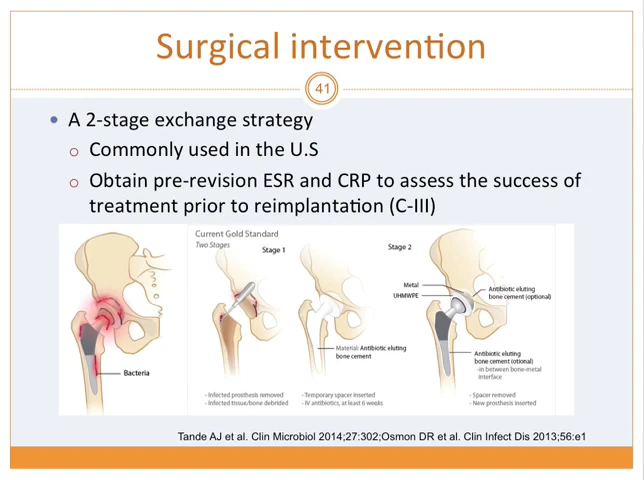 Surgical intervention
41
A 2-stage exchange strategy
Commonly used in the U.S
Obtain pre-revision ESR and CRP to assess the success of
treatment prior to reimplantation (C-III)
Current Gold Standard
Two Stages
Stage 1
Stage 2
Bacteria
Material: Antibiotic eluting
bone cement
Metal
UHMWPE
Antibiotic eluting
bone cement (optional)
Antibiotic eluting
bone cement (otional)
-in between bone-metal
interface
- Infected prosthesis removed
- Infected tissue/bone debrided
- Temporary spacer inserted
- IV antibiotics, at least 6 weeks
- Spacer removed
- New prosthesis inserted
Tande AJ et al. Clin Microbiol 2014;27:302;Osmon DR et al. Clin Infect Dis 2013;56:e1